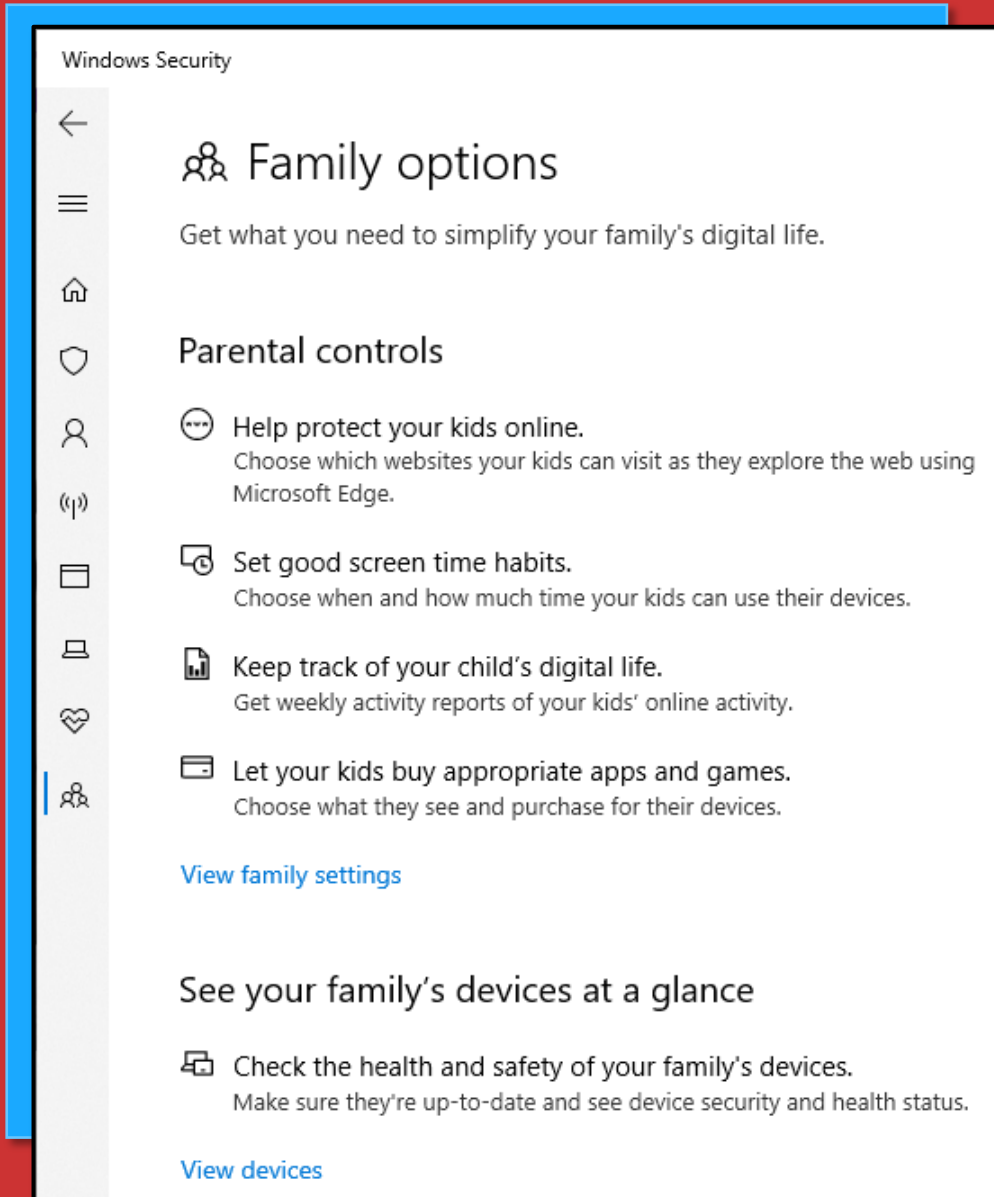 Windows Security
Family options
Get what you need to simplify your family's digital life.
Parental controls
Help protect your kids online.
Choose which websites your kids can visit as they explore the web using
Microsoft Edge.
Set good screen time habits.
Choose when and how much time your kids can use their devices.
Keep track of your child’s digital life.
Get weekly activity reports of your kids’ online activity.
Let your kids buy appropriate apps and games.
Choose what they see and purchase for their devices.
View family settings
See your family’s devices at a glance
Check the health and safety of your family's devices.
Make sure they're up-to-date and see device security and health status.
View devices